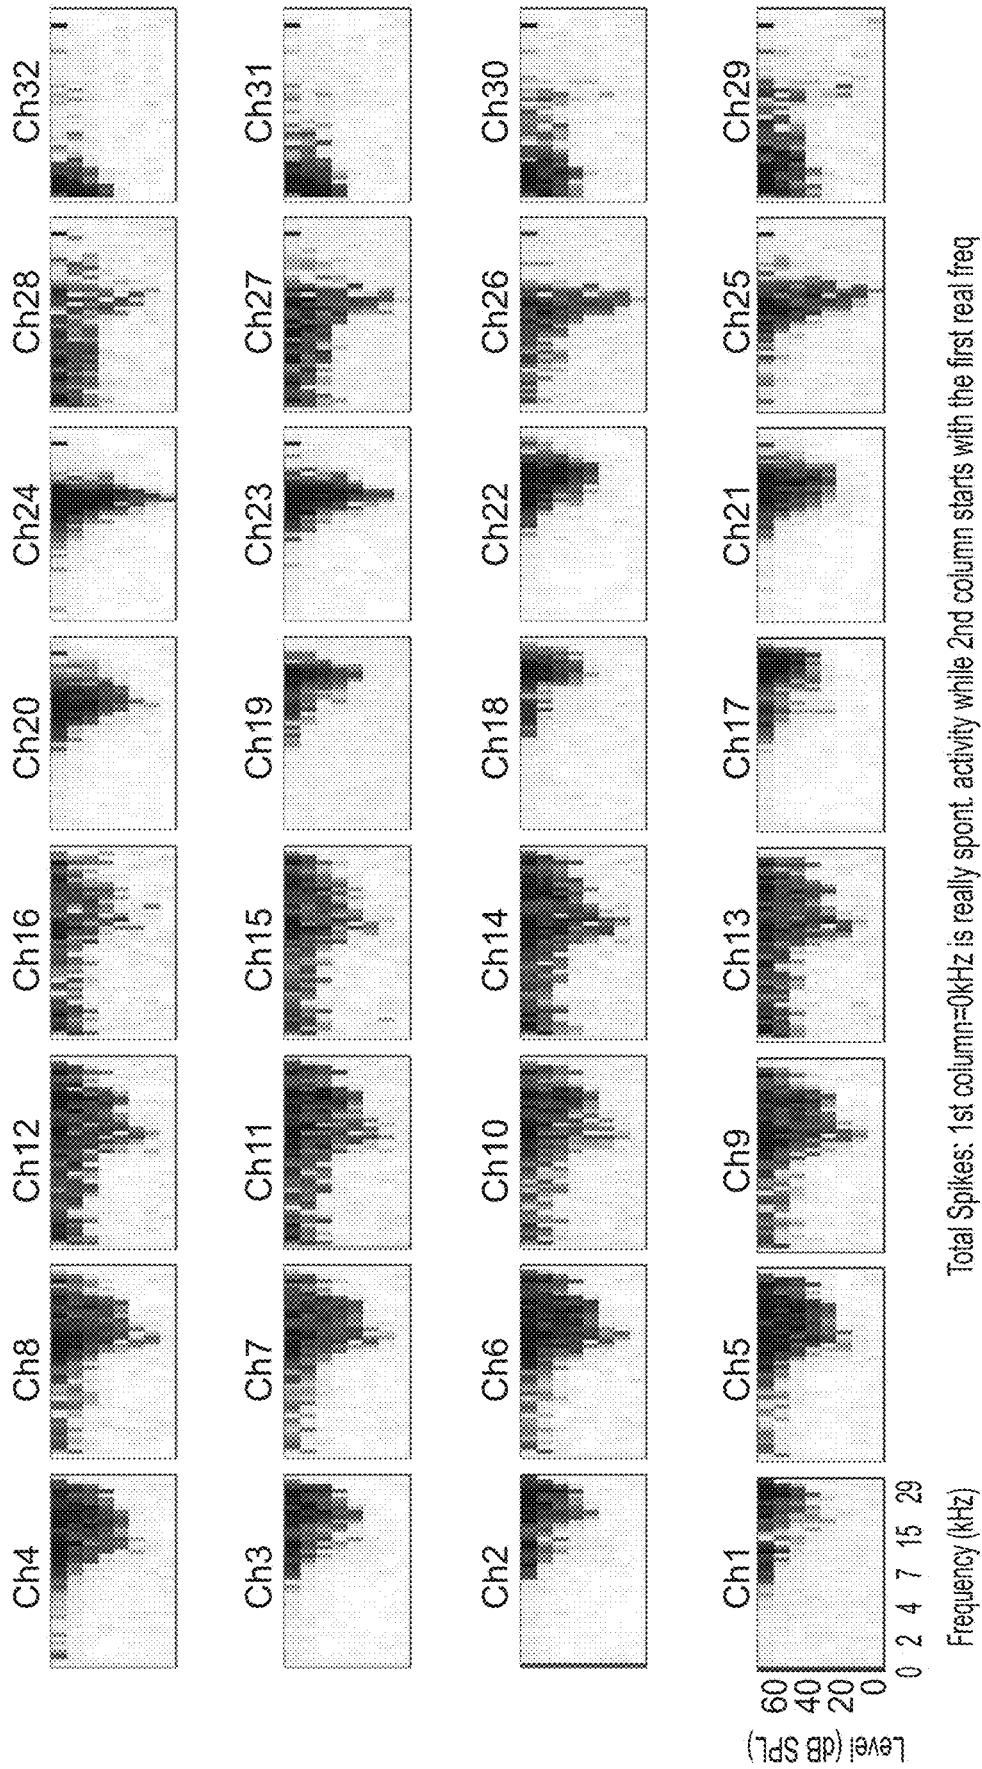 Ch4 Ch8 Ch12 Ch16 Ch20 Ch24 Ch28 Ch32
Ch3 Ch7 Ch11 Ch15 Ch19 Ch23 Ch27 Ch31
Ch2 Ch6 Ch10 Ch14 Ch18 Ch22 Ch26 Ch30
Ch1 Ch5 Ch9 Ch13 Ch17 Ch21 Ch25 Ch29
Level (dB SPL)
60
40
20
0
0 2 4 7 15 29
Frequency (kHz)
Total Spikes: 1st column=0kHz is really spont. activity while 2nd column starts with the first real freq